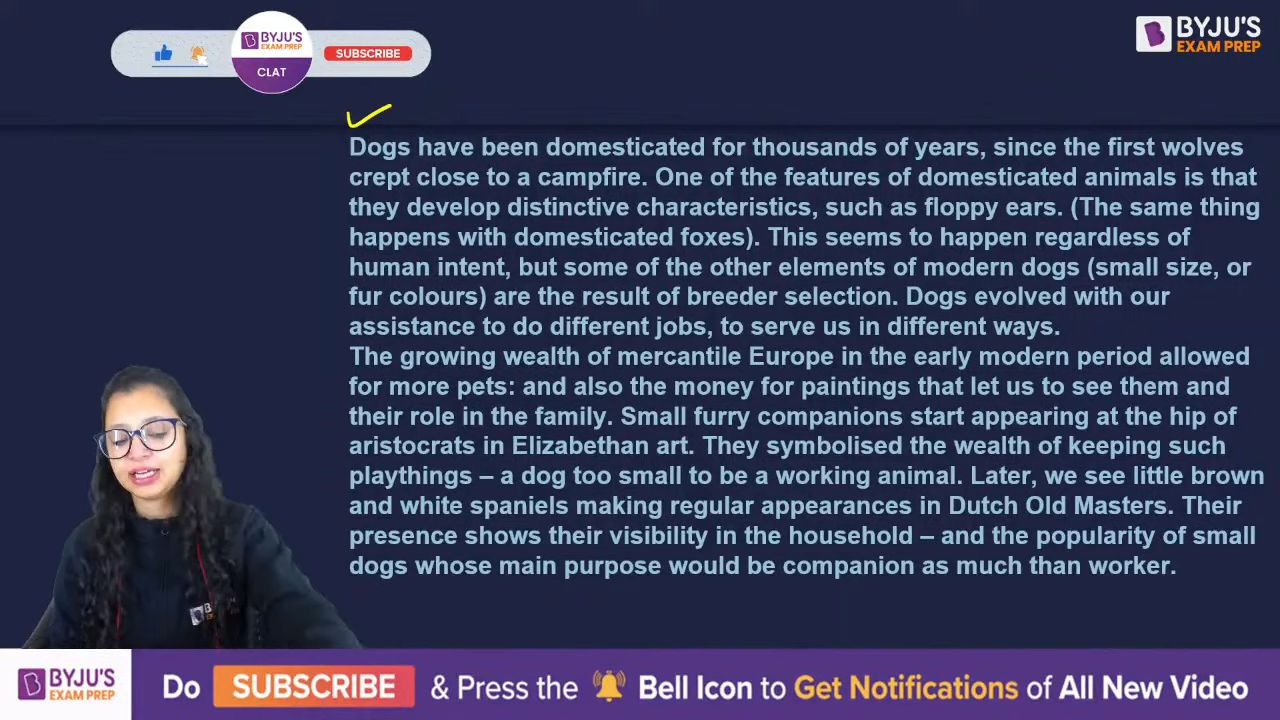 BYJU'S
EXAM PREP
CLAT
SUBSCRIBE
BYJU'S
EXAM PREP
Dogs have been domesticated for thousands of years, since the first wolves
crept close to a campfire. One of the features of domesticated animals is that
they develop distinctive characteristics, such as floppy ears. (The same thing
happens with domesticated foxes). This seems to happen regardless of
human intent, but some of the other elements of modern dogs (small size, or
fur colours) are the result of breeder selection. Dogs evolved with our
assistance to do different jobs, to serve us in different ways.
The growing wealth of mercantile Europe in the early modern period allowed
for more pets: and also the money for paintings that let us to see them and
their role in the family. Small furry companions start appearing at the hip of
aristocrats in Elizabethan art. They symbolised the wealth of keeping such
playthings – a dog too small to be a working animal. Later, we see little brown
and white spaniels making regular appearances in Dutch Old Masters. Their
presence shows their visibility in the household – and the popularity of small
dogs whose main purpose would be companion as much than worker.
BYJU'S
EXAM PREP
Do SUBSCRIBE & Press the Bell Icon to Get Notifications of All New Video